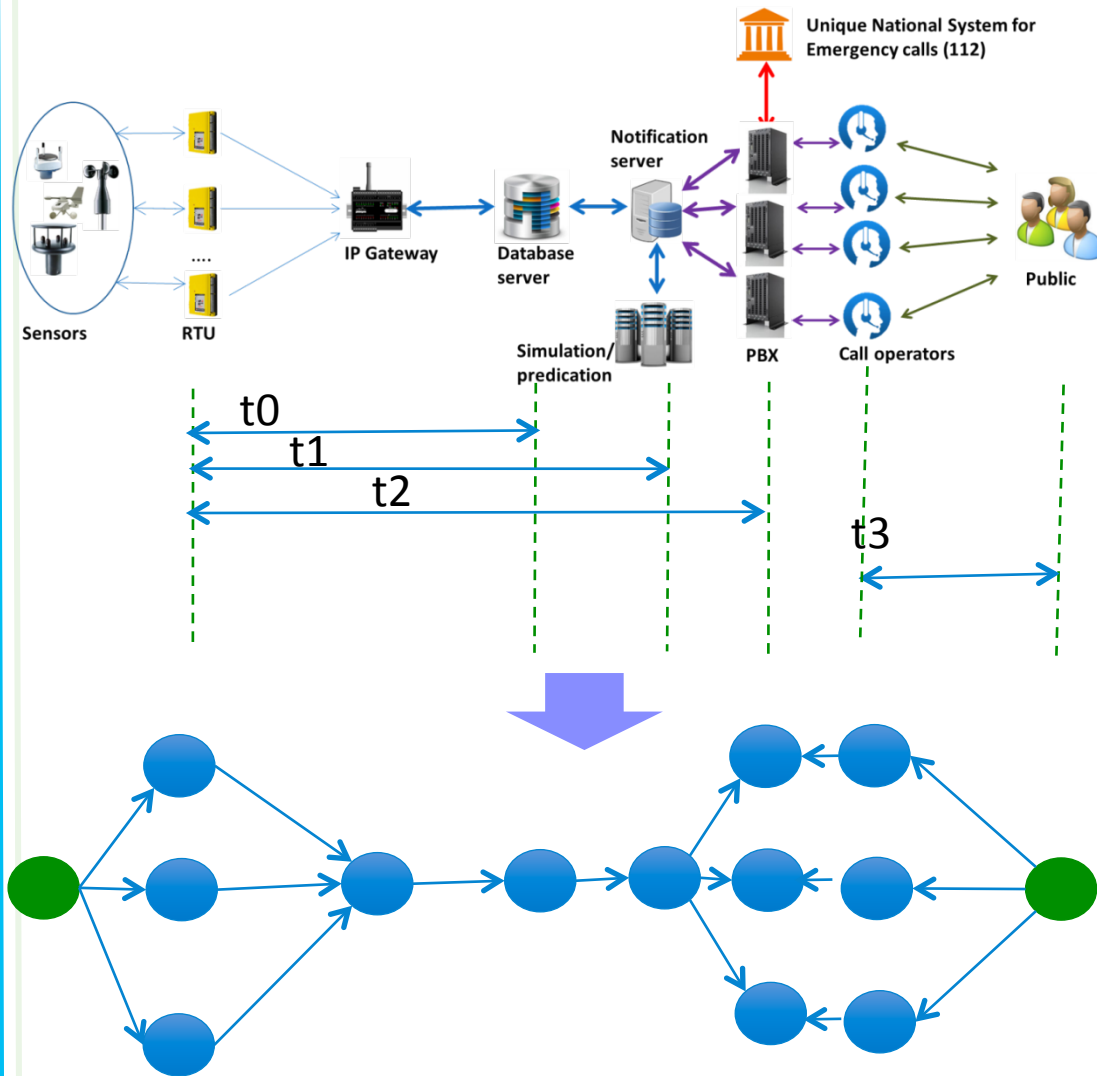 Unique National System for
Emergency calls (112)
Notification
server
....
IP Gateway
Database
server
Public
Sensors
RTU
Simulation/
predication
PBX
Call operators
t0
t1
t2
t3